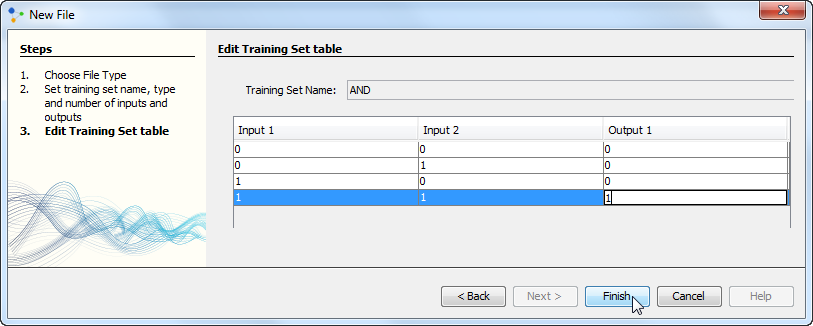 New File
Steps
1. Choose File Type
2. Set training set name, type
and number of inputs and
outputs
3. Edit Training Set table
Edit Training Set table
Training Set Name: AND
Input 1 Input 2 Output 1
0 0 0
0 1 0
1 0 0
1 1 1
< Back Next > Finish Cancel Help